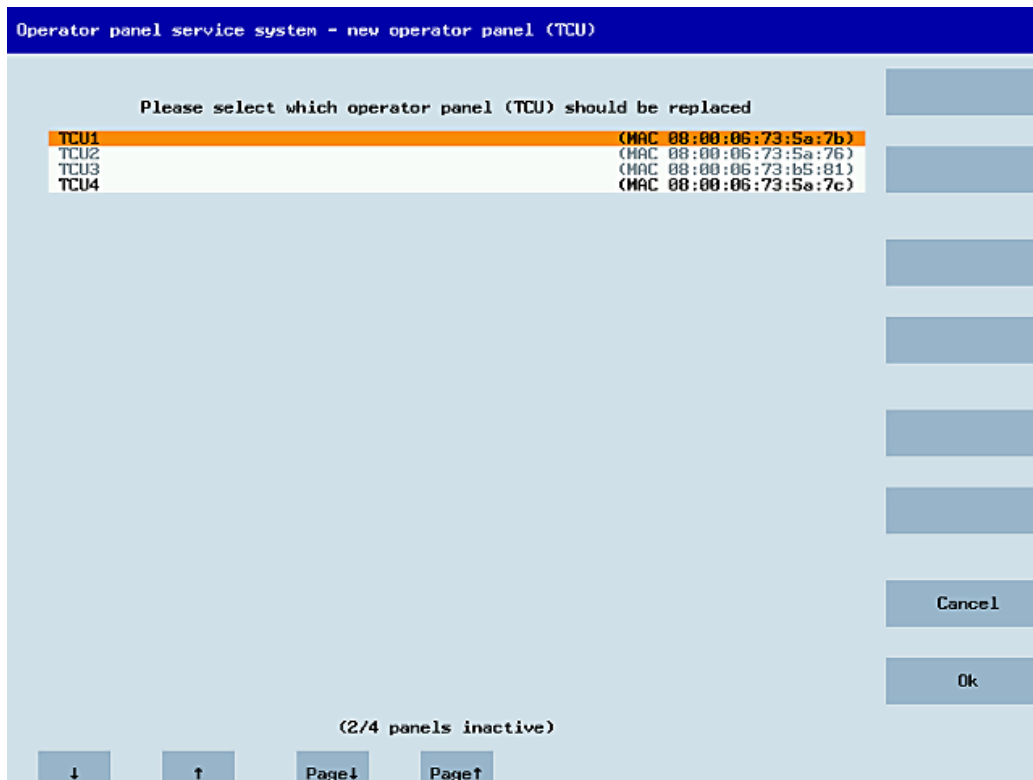 Operator panel service system - new operator panel (TCU)
Please select which operator panel (TCU) should be replaced
TCU1 (MAC 08:00:06:73:5a:7b)
TCU2 (MAC 08:00:06:73:5a:76)
TCU3 (MAC 08:00:06:73:b5:81)
TCU4 (MAC 08:00:06:73:5a:7c)
Cancel
Ok
(2/4 panels inactive)
↓ ↑ Page↓ Page↑